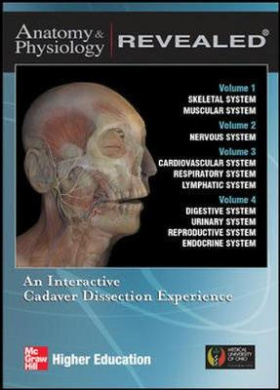 Anatomy &
Physiology | REVEALED®
Volume 1
SKELETAL SYSTEM
MUSCULAR SYSTEM
Volume 2
NERVOUS SYSTEM
Volume 3
CARDIOVASCULAR SYSTEM
RESPIRATORY SYSTEM
LYMPHATIC SYSTEM
Volume 4
DIGESTIVE SYSTEM
URINARY SYSTEM
REPRODUCTIVE SYSTEM
ENDOCRINE SYSTEM
An Interactive
Cadaver Dissection Experience
Mc
Graw
Hill
Higher Education
MEDICAL
UNIVERSITY
OF OHIO